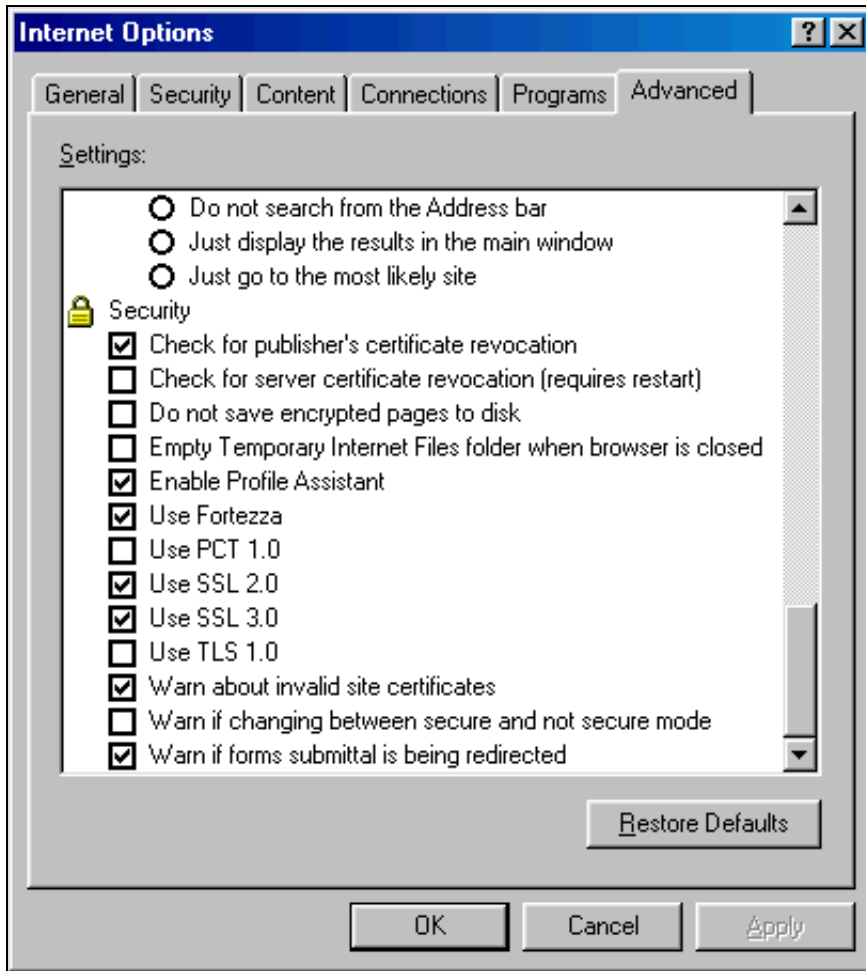 Internet Options
General Security Content Connections Programs Advanced
Settings:
Do not search from the Address bar
Just display the results in the main window
Just go to the most likely site
Security
Check for publisher's certificate revocation
Check for server certificate revocation (requires restart)
Do not save encrypted pages to disk
Empty Temporary Internet Files folder when browser is closed
Enable Profile Assistant
Use Fortezza
Use PCT 1.0
Use SSL 2.0
Use SSL 3.0
Use TLS 1.0
Warn about invalid site certificates
Warn if changing between secure and not secure mode
Warn if forms submittal is being redirected
Restore Defaults
OK Cancel Apply